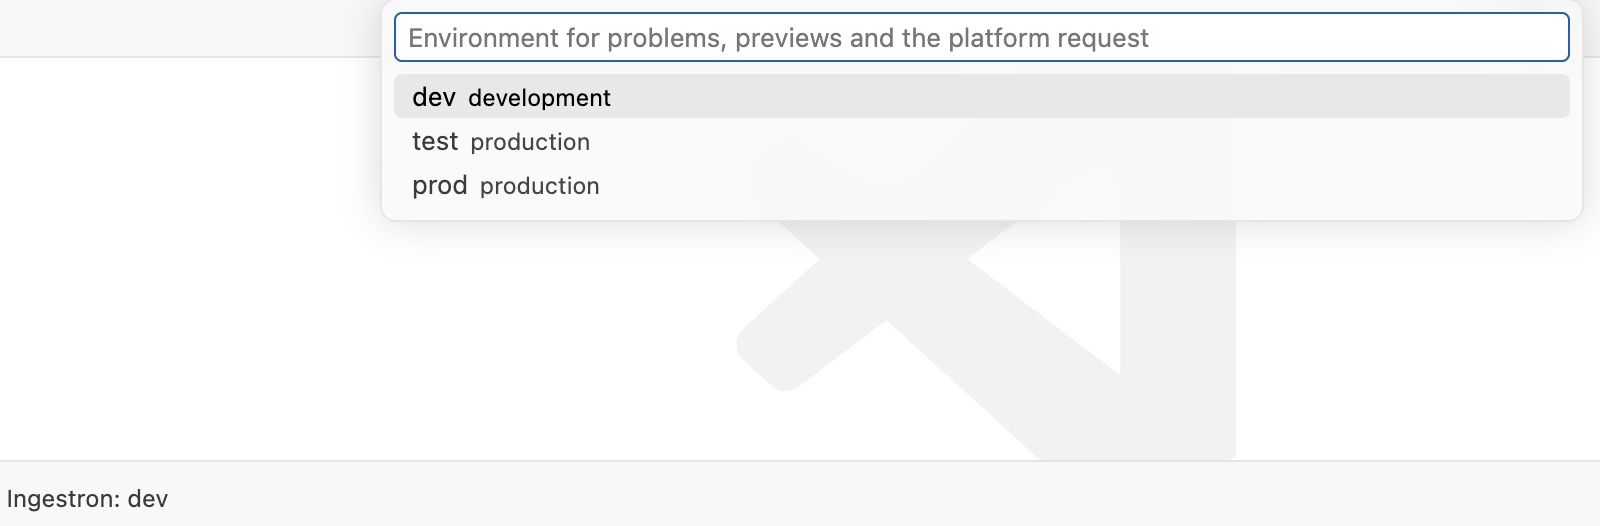 Environment for problems, previews and the platform request
dev development
test production
prod production
Ingestron: dev